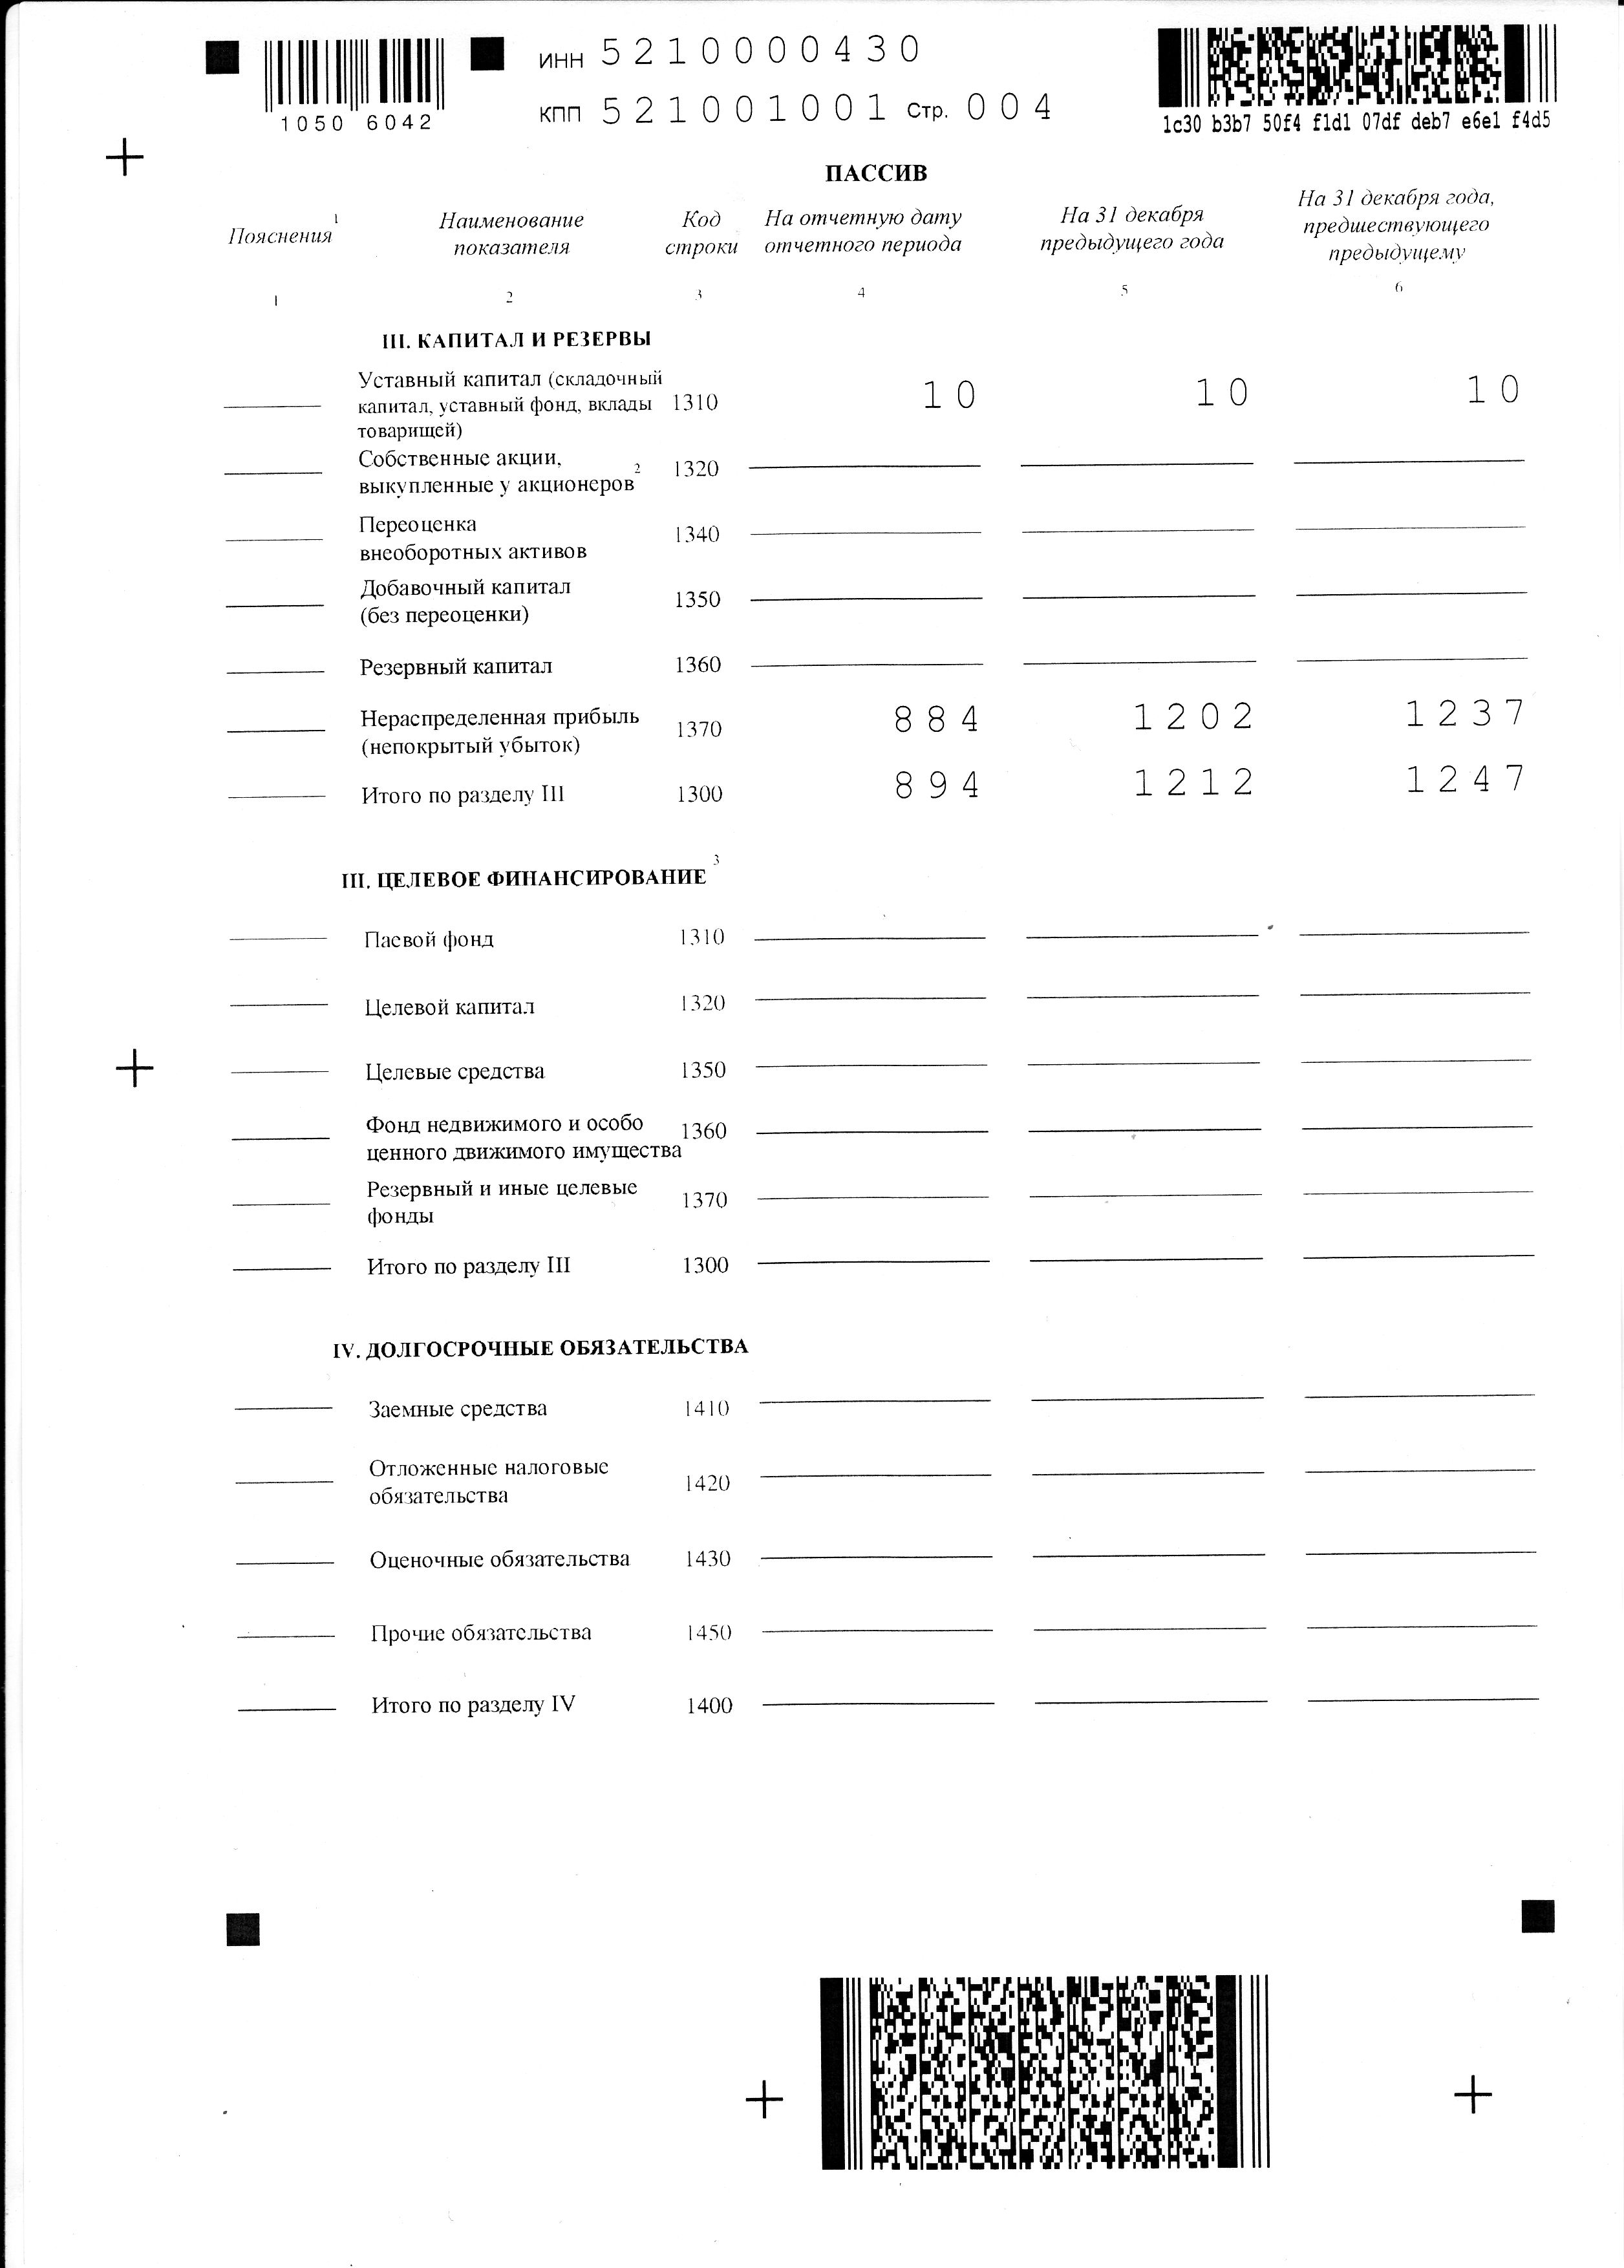 ИНН 5210000430
1050 6042
КПП 521001001 Стр. 004
1c30 b3b7 50f4 f1d1 07df deb7 e6e1 f4d5
ПАССИВ
Пояснения 1
Наименование показателя
Код строки
На отчетную дату отчетного периода
На 31 декабря предыдущего года
На 31 декабря года, предшествующего предыдущему
1 2 3 4 5 6
III. КАПИТАЛ И РЕЗЕРВЫ
Уставный капитал (складочный
капитал, уставный фонд, вклады 1310 10 10 10
товарищей)
Собственные акции,
выкупленные у акционеров 2 1320
Переоценка
внеоборотных активов 1340
Добавочный капитал
(без переоценки) 1350
Резервный капитал 1360
Нераспределенная прибыль
(непокрытый убыток) 1370 884 1202 1237
Итого по разделу III 1300 894 1212 1247
III. ЦЕЛЕВОЕ ФИНАНСИРОВАНИЕ 3
Паевой фонд 1310
Целевой капитал 1320
Целевые средства 1350
Фонд недвижимого и особо
ценного движимого имущества 1360
Резервный и иные целевые
фонды 1370
Итого по разделу III 1300
IV. ДОЛГОСРОЧНЫЕ ОБЯЗАТЕЛЬСТВА
Заемные средства 1410
Отложенные налоговые
обязательства 1420
Оценочные обязательства 1430
Прочие обязательства 1450
Итого по разделу IV 1400